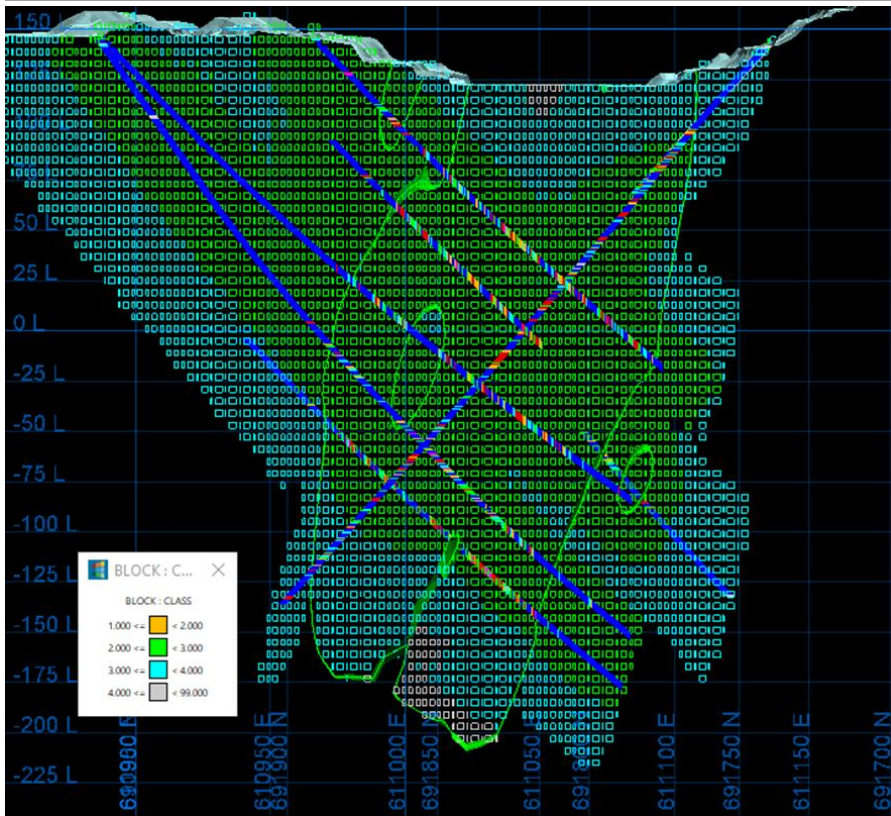 150 L
50 L
25 L
0 L
-25 L
-50 L
-75 L
-100 L
-125 L
-150 L
-175 L
-200 L
-225 L
BLOCK : C...
BLOCK : CLASS
1.000 <= < 2.000
2.000 <= < 3.000
3.000 <= < 4.000
4.000 <= < 99.000
610950 E
691900 N
611000 E
691850 N
611050 E
611100 E
691750 N
611150 E
691700 N